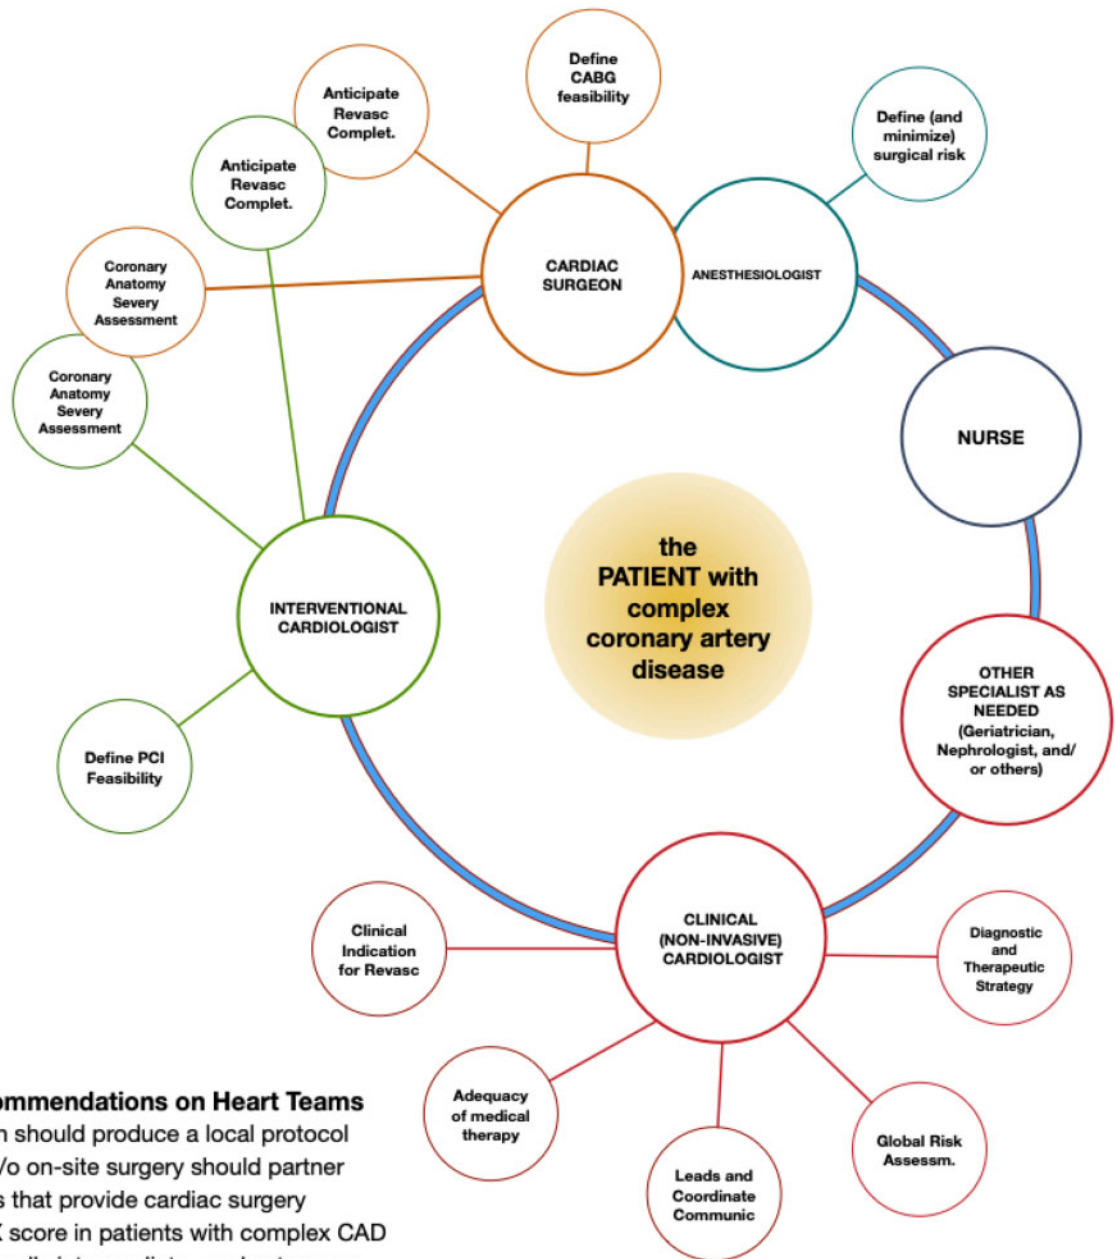 Define
CABG
feasibility
Anticipate
Revasc
Complet.
Define (and
minimize)
surgical risk
Anticipate
Revasc
Complet.
Coronary
Anatomy
Severy
Assessment
CARDIAC
SURGEON
ANESTHESIOLOGIST
Coronary
Anatomy
Severy
Assessment
NURSE
the
PATIENT with
complex
coronary artery
disease
INTERVENTIONAL
CARDIOLOGIST
OTHER
SPECIALIST AS
NEEDED
(Geriatrician,
Nephrologist, and/
or others)
Define PCI
Feasibility
CLINICAL
(NON-INVASIVE)
CARDIOLOGIST
Clinical
Indication
for Revasc
Diagnostic
and
Therapeutic
Strategy
Adequacy
of medical
therapy
Global Risk
Assessm.
Leads and
Coordinate
Communic
on Heart Teams
should produce a local protocol
on-site surgery should partner
that provide cardiac surgery
score in patients with complex CAD